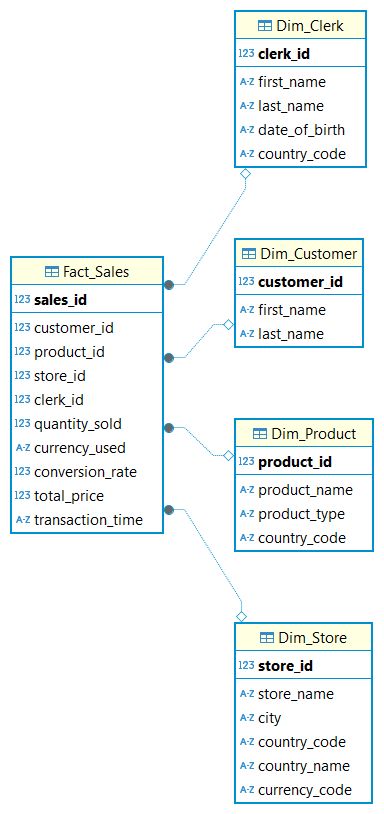 Dim_Clerk
123 clerk_id
A-Z first_name
A-Z last_name
A-Z date_of_birth
A-Z country_code
Fact_Sales
123 sales_id
123 customer_id
123 product_id
123 store_id
123 clerk_id
123 quantity_sold
A-Z currency_used
123 conversion_rate
123 total_price
A-Z transaction_time
Dim_Customer
123 customer_id
A-Z first_name
A-Z last_name
Dim_Product
123 product_id
A-Z product_name
A-Z product_type
A-Z country_code
Dim_Store
123 store_id
A-Z store_name
A-Z city
A-Z country_code
A-Z country_name
A-Z currency_code